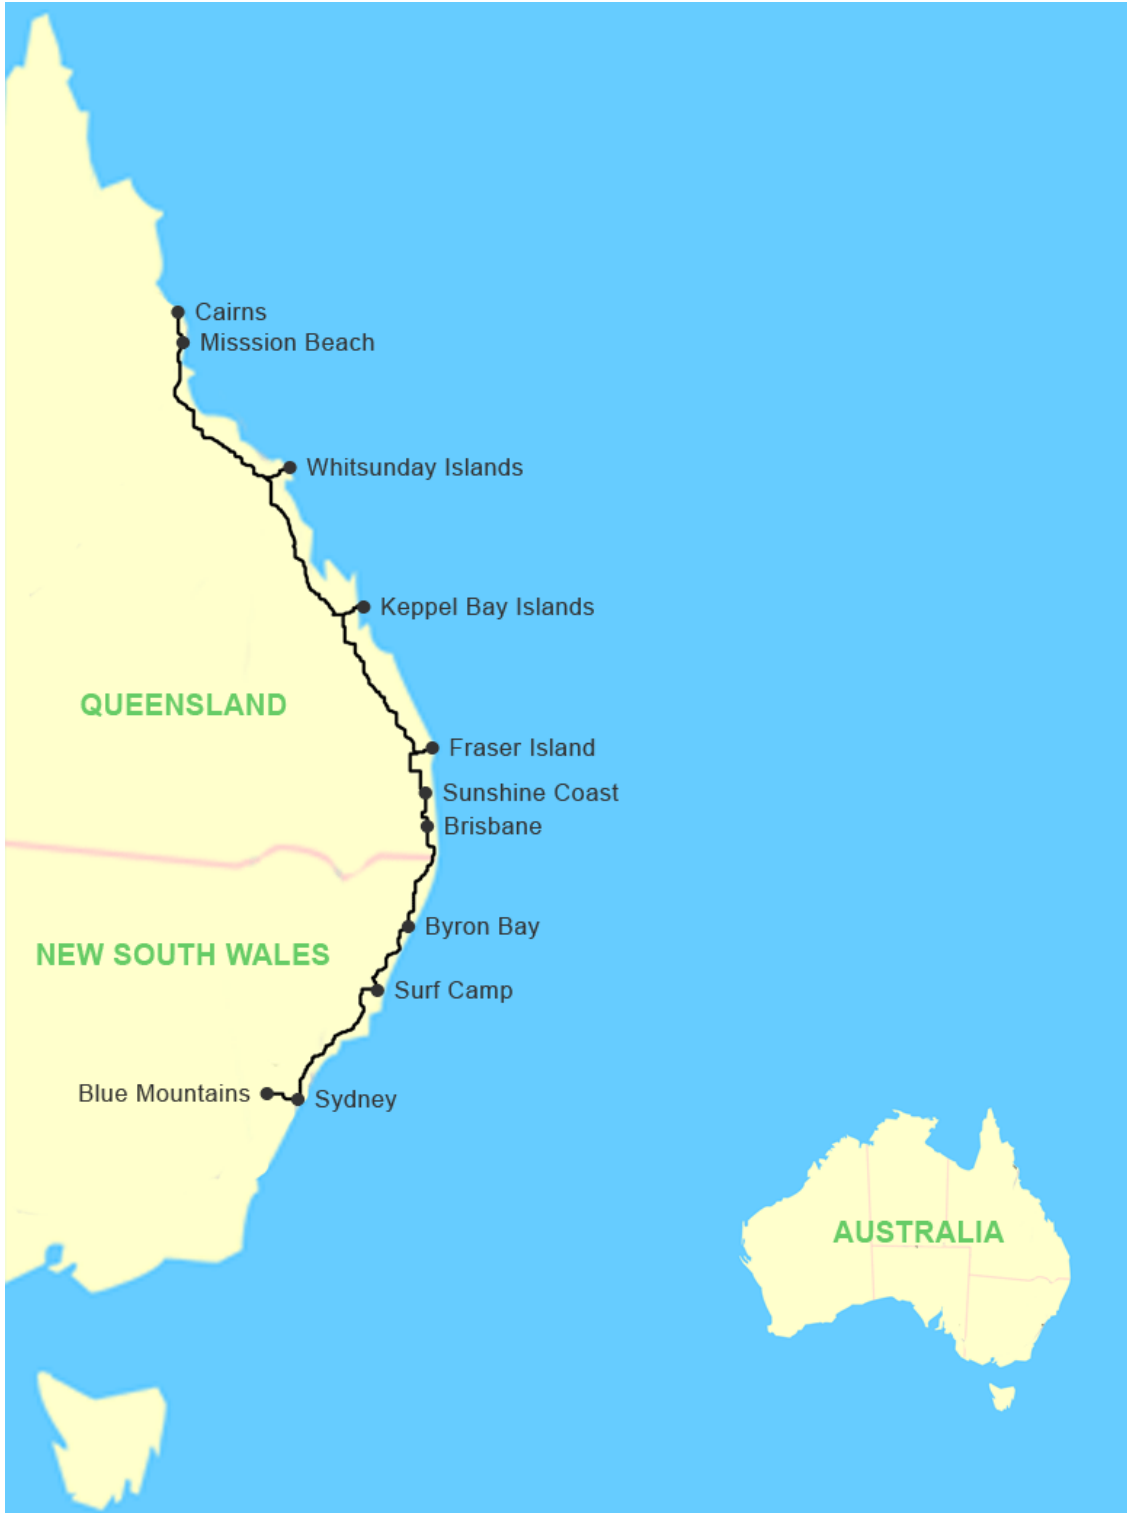 Cairns
Misssion Beach
Whitsunday Islands
Keppel Bay Islands
QUEENSLAND
Fraser Island
Sunshine Coast
Brisbane
Byron Bay
NEW SOUTH WALES
Surf Camp
Blue Mountains
Sydney
AUSTRALIA